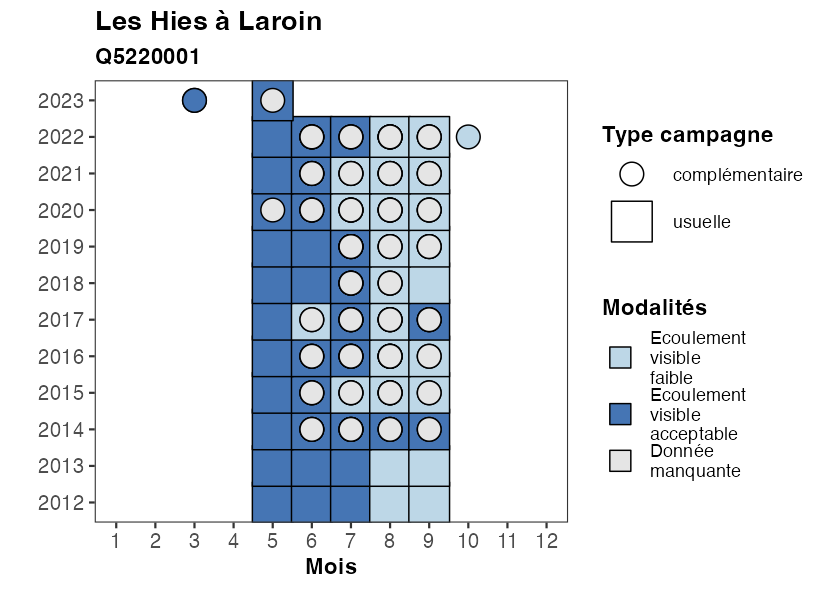 Les Hies à Laroin
Q5220001
2023
2022
2021
2020
2019
2018
2017
2016
2015
2014
2013
2012
1 2 3 4 5 6 7 8 9 10 11 12
Mois
Type campagne
complémentaire
usuelle
Modalités
Ecoulement
visible
faible
Ecoulement
visible
acceptable
Donnée
manquante